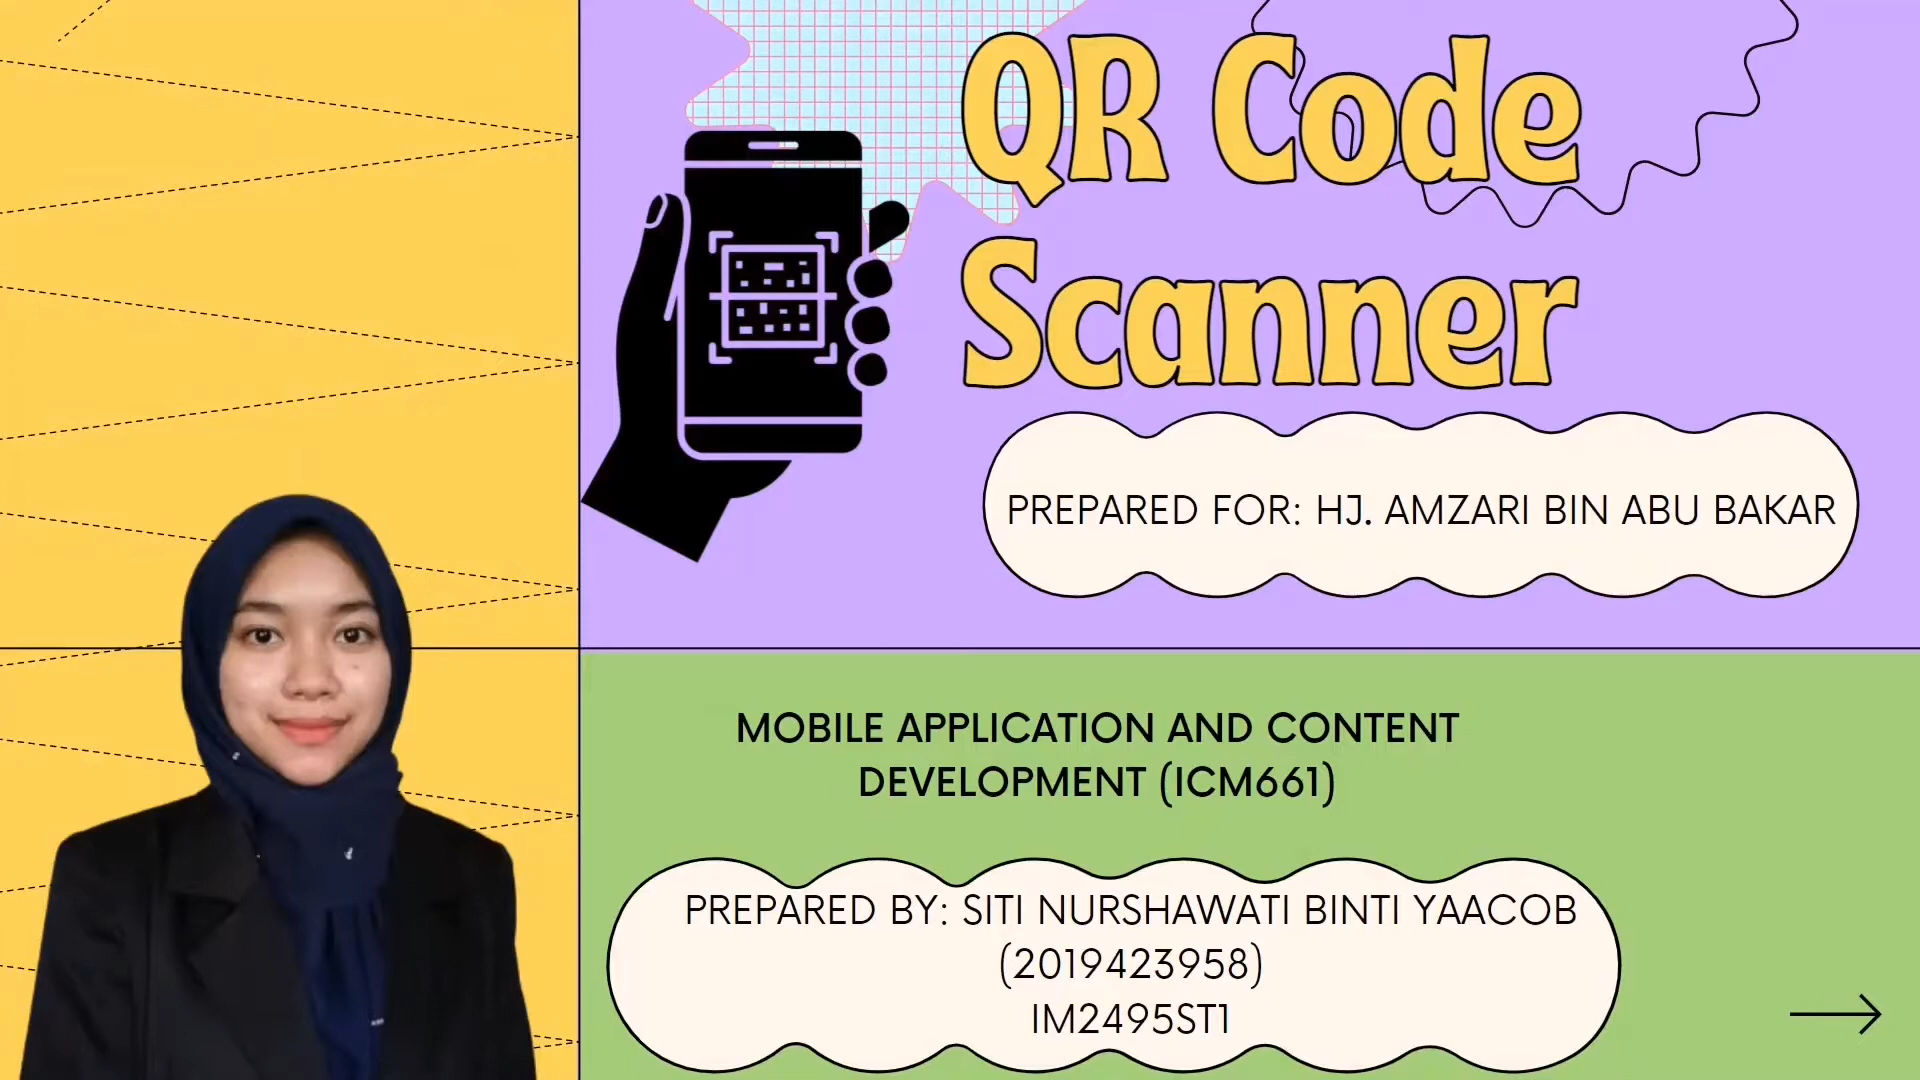 QR Code
Scanner
PREPARED FOR: HJ. AMZARI BIN ABU BAKAR
MOBILE APPLICATION AND CONTENT
DEVELOPMENT (ICM661)
PREPARED BY: SITI NURSHAWATI BINTI YAACOB
(2019423958)
IM2495ST1